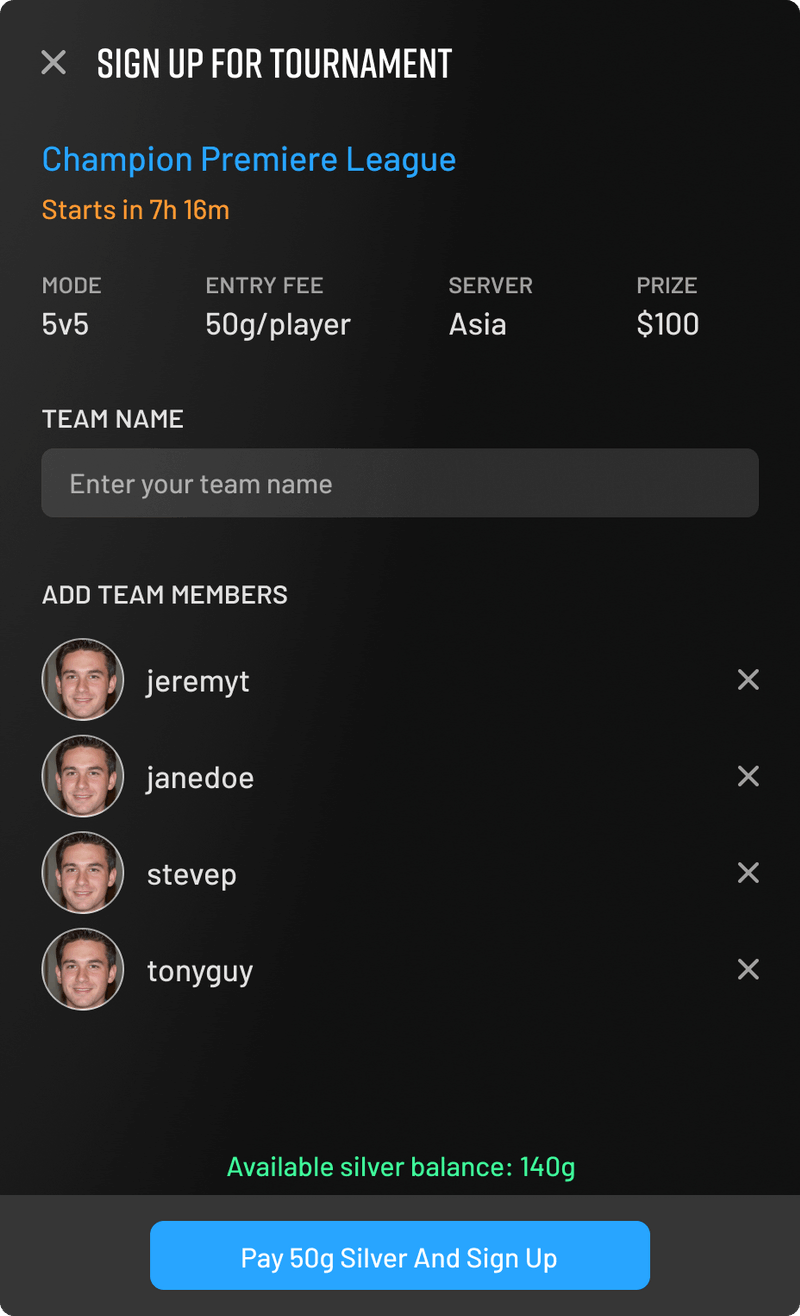 SIGN UP FOR TOURNAMENT
Champion Premiere League
Starts in 7h 16m
MODE ENTRY FEE SERVER PRIZE
5v5 50g/player Asia $100
TEAM NAME
Enter your team name
ADD TEAM MEMBERS
jeremyt
janedoe
stevep
tonyguy
Available silver balance: 140g
Pay 50g Silver And Sign Up